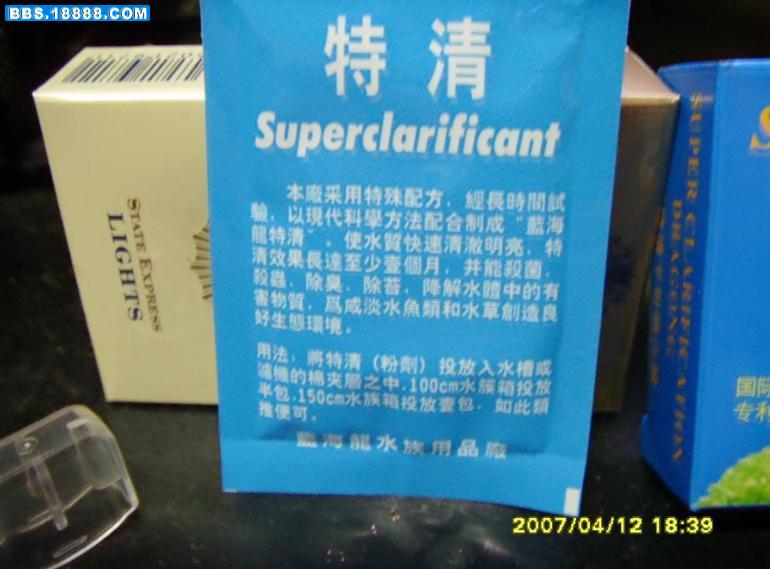 BBS.18888.COM
特清
Superclarificant
本廠采用特殊配方，經長時間試
驗，以現代科學方法配合制成“藍海
龍特清”。使水質快速清澈明亮，特
清效果長達至少壹個月，并能殺菌，
殺蟲，除臭，除苔，降解水體中的有
害物質，爲咸淡水魚類和水草創造良
好生態環境。
用法：將特清（粉劑）投放入水槽或
濾機的棉夾層之中.100cm水族箱投放
半包.150cm水族箱投放壹包，如此類
推便可。
藍海龍水族用品廠
STATE EXPRESS
LIGHTS
SUPER CLARIFICATION
DRAGONS
S
国际
专利
2007/04/12 18:39